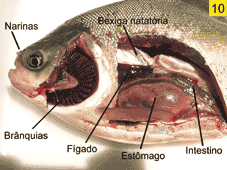 10
Bexiga natatória
Narinas
Brânquias
Fígado
Estômago
Intestino